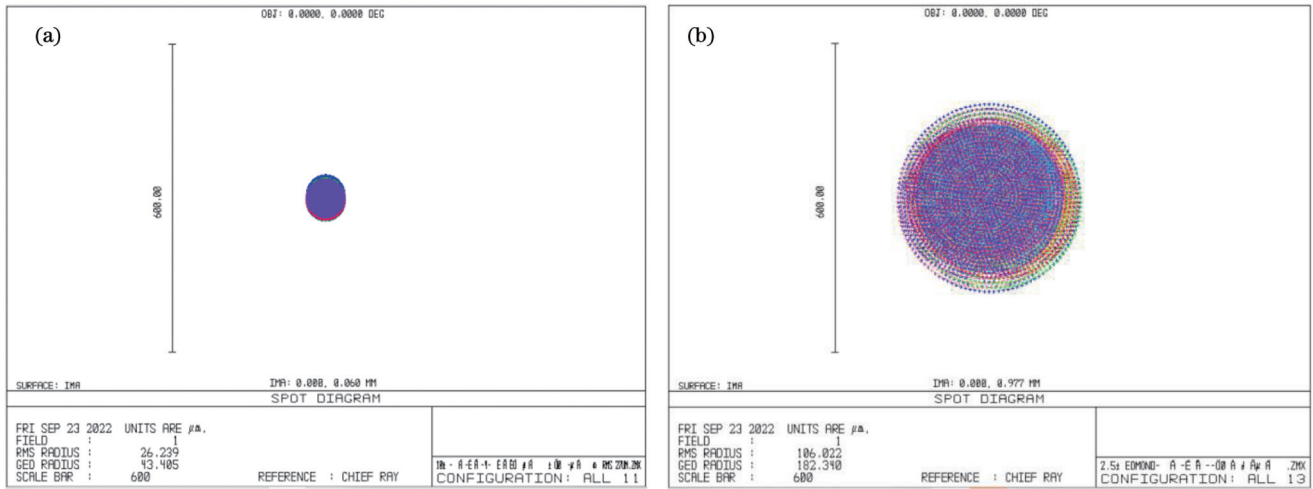 (a)
OBJ: 0.0000, 0.0000 DEG
600.00
SURFACE: IMA
IMA: 0.000, 0.060 MM
SPOT DIAGRAM
FRI SEP 23 2022 UNITS ARE µm.
FIELD : 1
RMS RADIUS : 26.239
GEO RADIUS : 43.405
SCALE BAR : 600 REFERENCE : CHIEF RAY
CONFIGURATION: ALL 11
(b)
OBJ: 0.0000, 0.0000 DEG
600.00
SURFACE: IMA
IMA: 0.000, 0.977 MM
SPOT DIAGRAM
FRI SEP 23 2022 UNITS ARE µm.
FIELD : 1
RMS RADIUS : 106.022
GEO RADIUS : 182.340
SCALE BAR : 600 REFERENCE : CHIEF RAY
EDMOND- .ZMX
CONFIGURATION: ALL 13